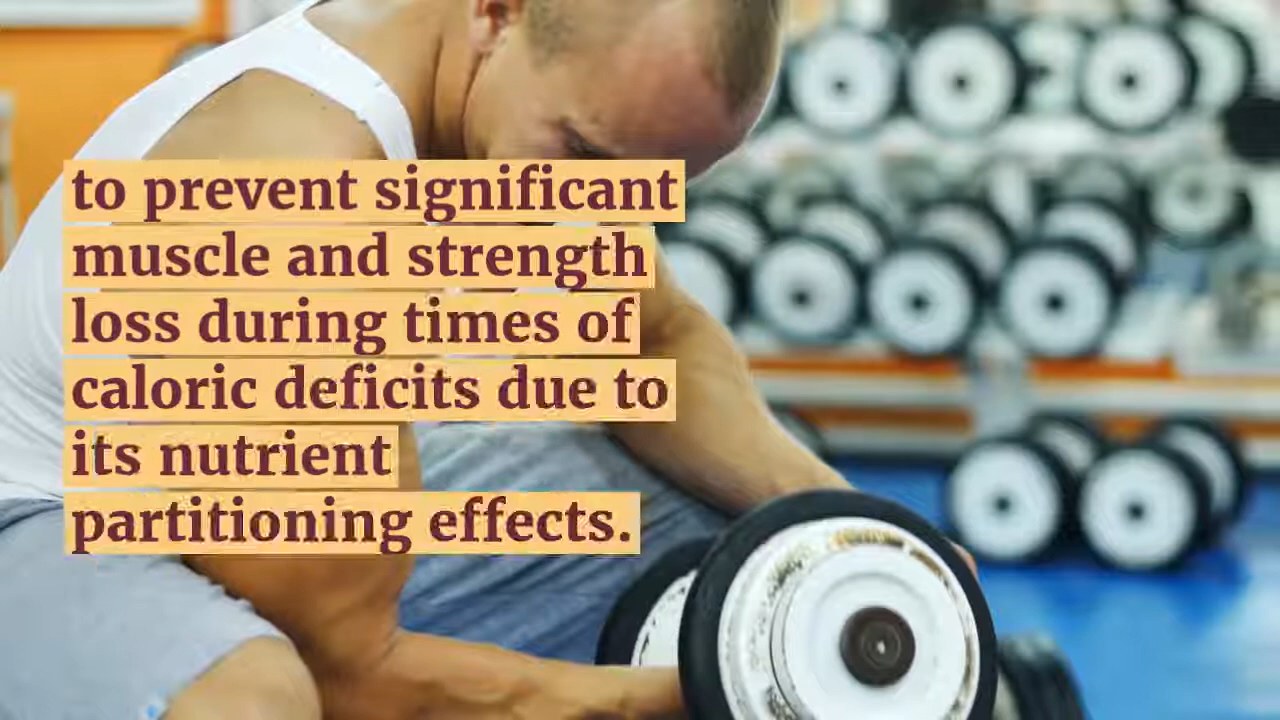 to prevent significant
muscle and strength
loss during times of
caloric deficits due to
its nutrient
partitioning effects.